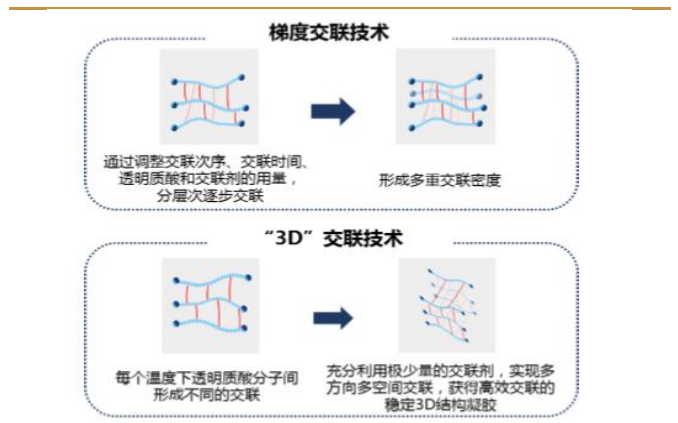 梯度交联技术
通过调整交联次序、交联时间、
透明质酸和交联剂的用量，
分层次逐步交联
形成多重交联密度
“3D”交联技术
每个温度下透明质酸分子间
形成不同的交联
充分利用极少量的交联剂，实现多
方向多空间交联，获得高效交联的
稳定3D结构凝胶